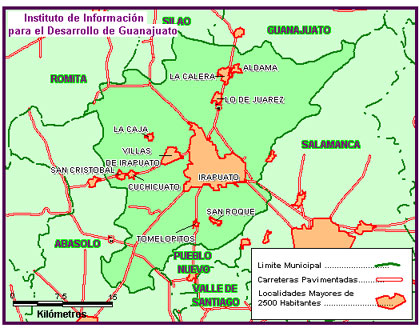 Instituto de Información
para el Desarrollo de Guanajuato
SILAO
GUANAJUATO
ROMITA
LA CALERA
ALDAMA
LO DE JUAREZ
LA CAJA
VILLAS
DE IRAPUATO
SALAMANCA
SAN CRISTOBAL
CUCHICUATO
IRAPUATO
SAN ROQUE
ABASOLO
TOMELOPITOS
PUEBLO
NUEVO
VALLE DE
SANTIAGO
Limite Municipal
Carreteras Pavimentadas
Localidades Mayores de
2500 Habitantes
0 5 15
Kilómetros